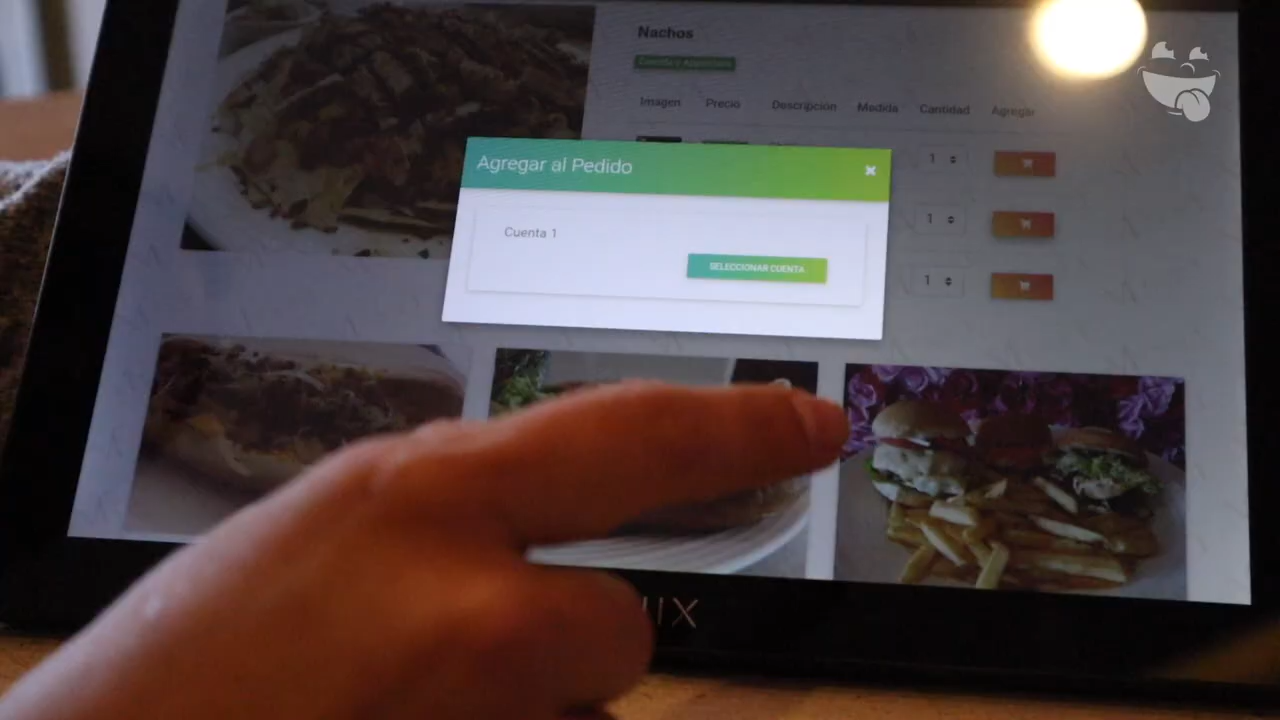 Nachos
Imagen Precio Descripción Medida Cantidad Agregar
1
1
1
Agregar al Pedido
Cuenta 1
SELECCIONAR CUENTA